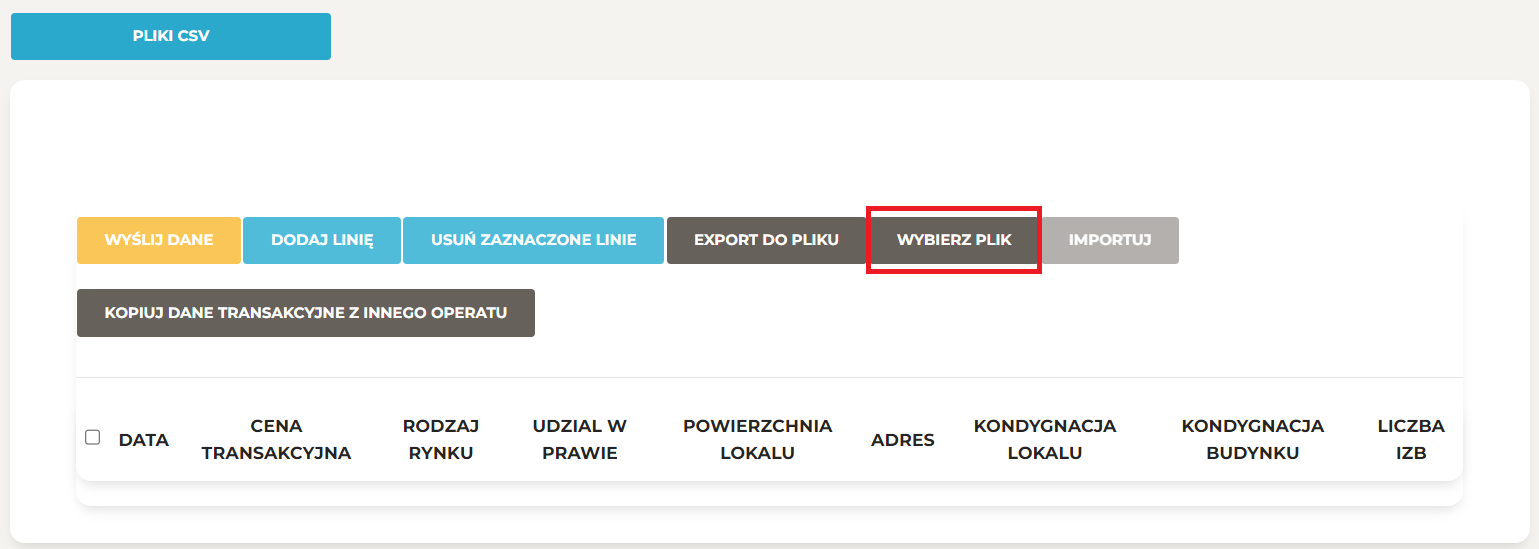 PLIKI CSV
WYŚLIJ DANE DODAJ LINIĘ USUŃ ZAZNACZONE LINIE EXPORT DO PLIKU WYBIERZ PLIK IMPORTUJ
KOPIUJ DANE TRANSAKCYJNE Z INNEGO OPERATU
DATA
CENA
TRANSAKCYJNA
RODZAJ
RYNKU
UDZIAL W
PRAWIE
POWIERZCHNIA
LOKALU
ADRES
KONDYGNACJA
LOKALU
KONDYGNACJA
BUDYNKU
LICZBA
IZB